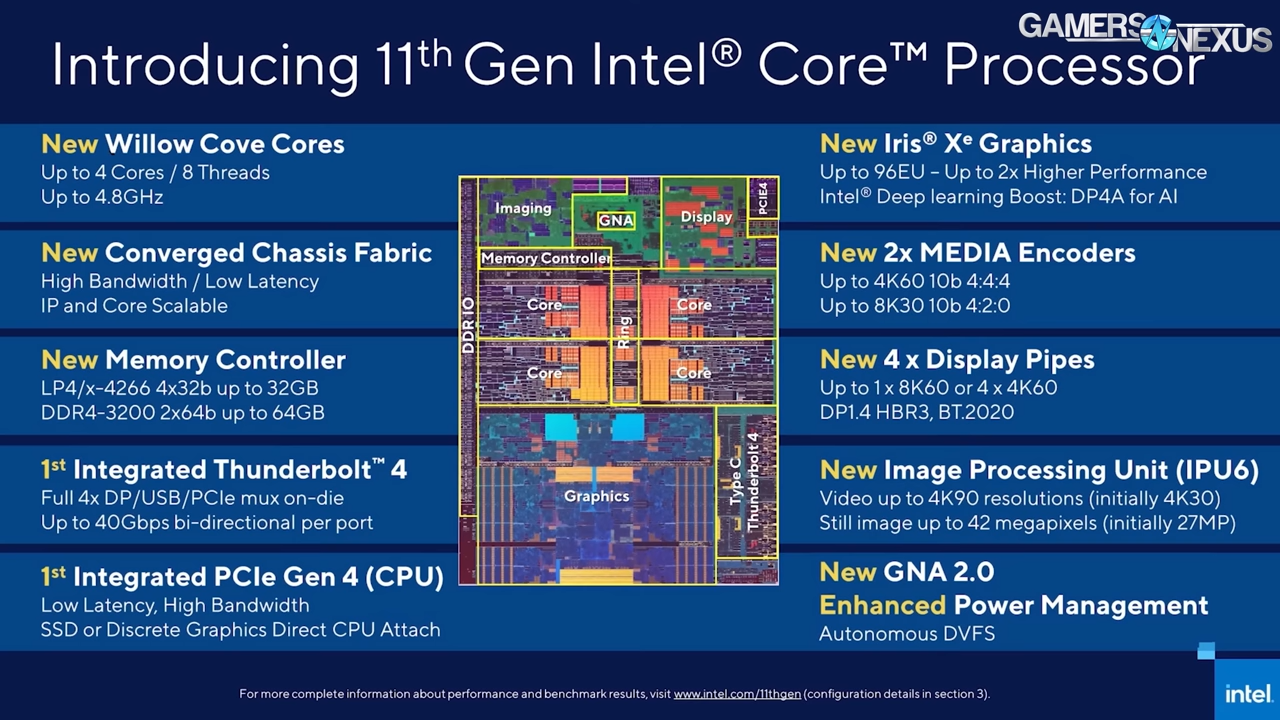 GAMERS NEXUS
Introducing 11th Gen Intel® Core™ Processor
New Willow Cove Cores
Up to 4 Cores / 8 Threads
Up to 4.8GHz
New Converged Chassis Fabric
High Bandwidth / Low Latency
IP and Core Scalable
New Memory Controller
LP4/x-4266 4x32b up to 32GB
DDR4-3200 2x64b up to 64GB
1st Integrated Thunderbolt™ 4
Full 4x DP/USB/PCIe mux on-die
Up to 40Gbps bi-directional per port
1st Integrated PCIe Gen 4 (CPU)
Low Latency, High Bandwidth
SSD or Discrete Graphics Direct CPU Attach
Imaging
GNA
Display
PCIE4
Memory Controller
DDR IO
Core
Ring
Core
Core
Core
Graphics
Type C
Thunderbolt 4
New Iris® Xe Graphics
Up to 96EU – Up to 2x Higher Performance
Intel® Deep learning Boost: DP4A for AI
New 2x MEDIA Encoders
Up to 4K60 10b 4:4:4
Up to 8K30 10b 4:2:0
New 4 x Display Pipes
Up to 1 x 8K60 or 4 x 4K60
DP1.4 HBR3, BT.2020
New Image Processing Unit (IPU6)
Video up to 4K90 resolutions (initially 4K30)
Still image up to 42 megapixels (initially 27MP)
New GNA 2.0
Enhanced Power Management
Autonomous DVFS
For more complete information about performance and benchmark results, visit www.intel.com/11thgen (configuration details in section 3).
intel.